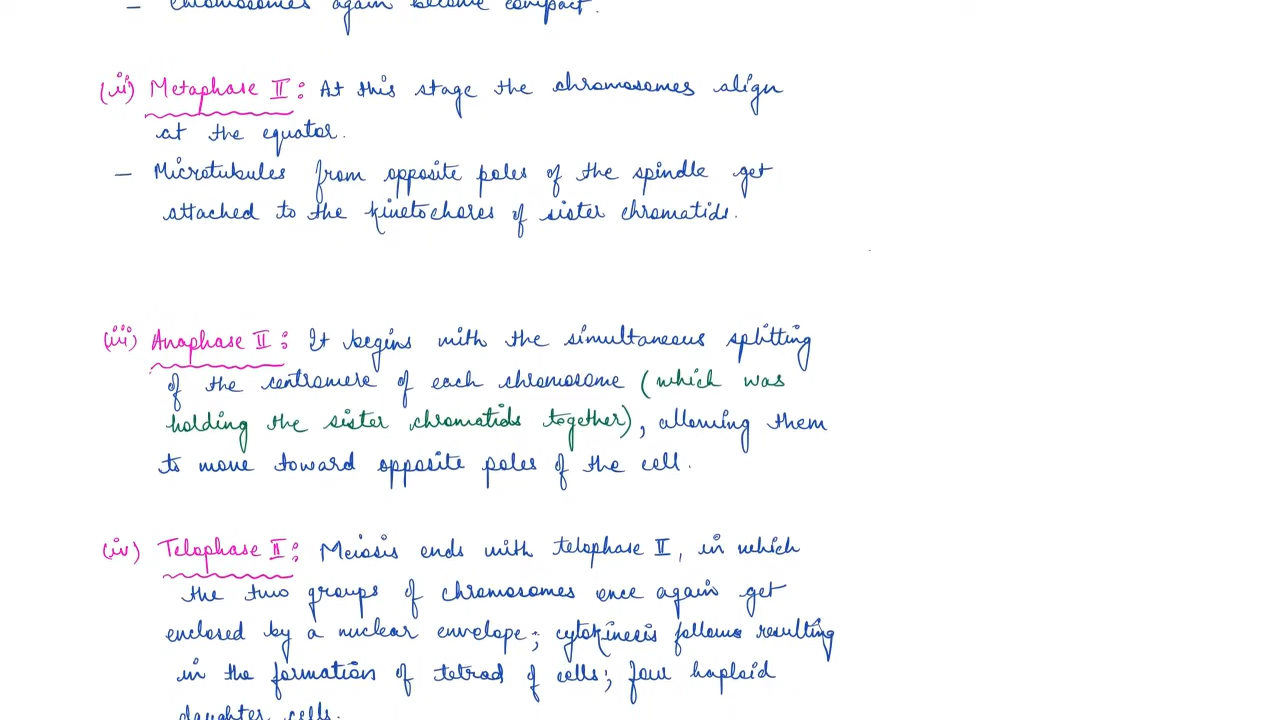 - Chromosomes again become compact.
(ii) Metaphase II: At this stage the chromosomes align
at the equator.
- Microtubules from opposite poles of the spindle get
attached to the kinetochores of sister chromatids.
(iii) Anaphase II: It begins with the simultaneous splitting
of the centromere of each chromosome (which was
holding the sister chromatids together), allowing them
to move toward opposite poles of the cell.
(iv) Telophase II: Meiosis ends with telophase II, in which
the two groups of chromosomes once again get
enclosed by a nuclear envelope; cytokinesis follows resulting
in the formation of tetrad of cells; four haploid
daughter cells.